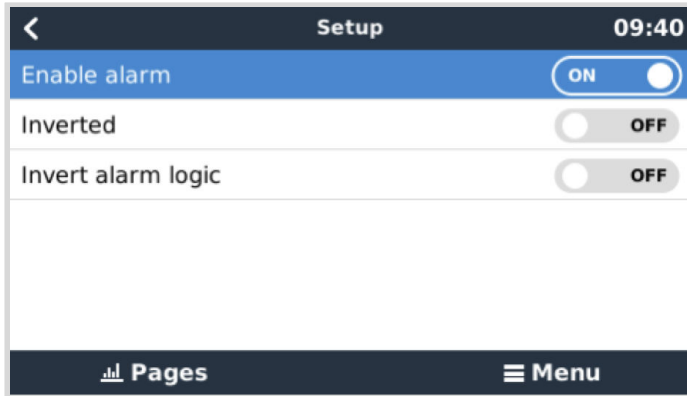 Setup 09:40
Enable alarm ON
Inverted OFF
Invert alarm logic OFF
Pages Menu